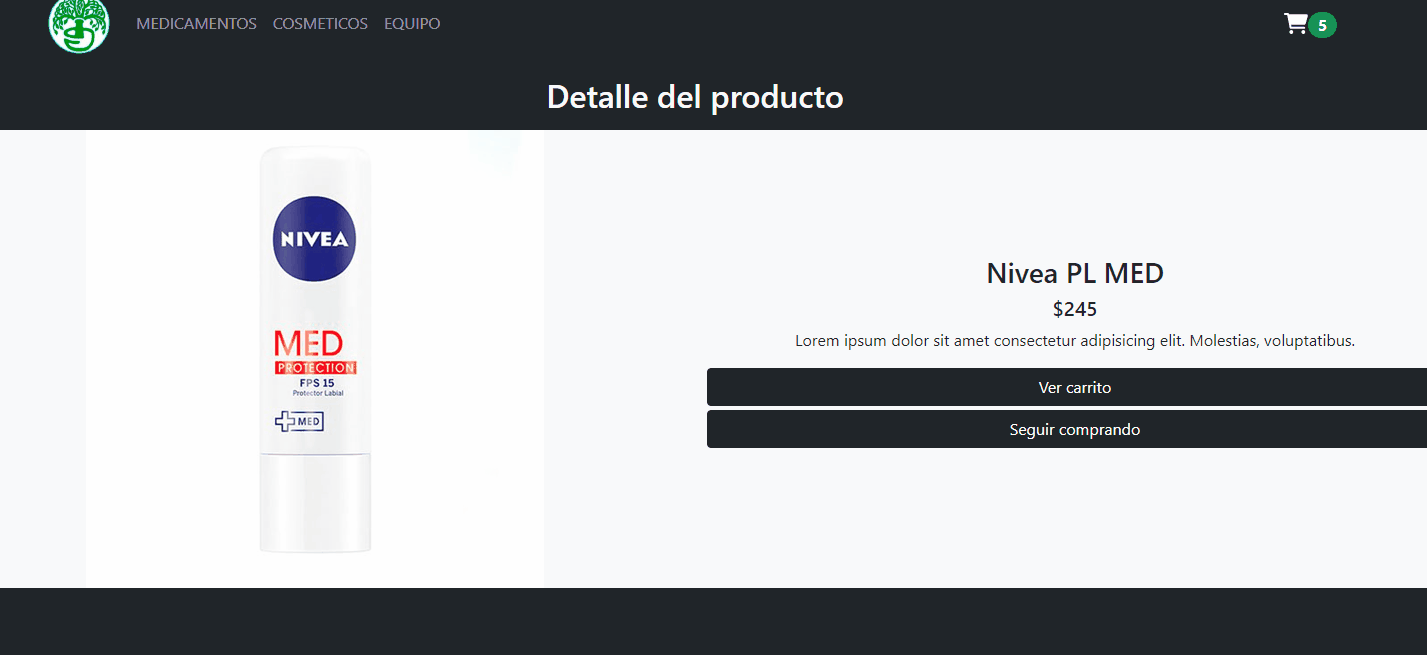 MEDICAMENTOS COSMETICOS EQUIPO 5
Detalle del producto
NIVEA
MED
PROTECTION
FPS 15
Protector Labial
MED
Nivea PL MED
$245
Lorem ipsum dolor sit amet consectetur adipisicing elit. Molestias, voluptatibus.
Ver carrito
Seguir comprando